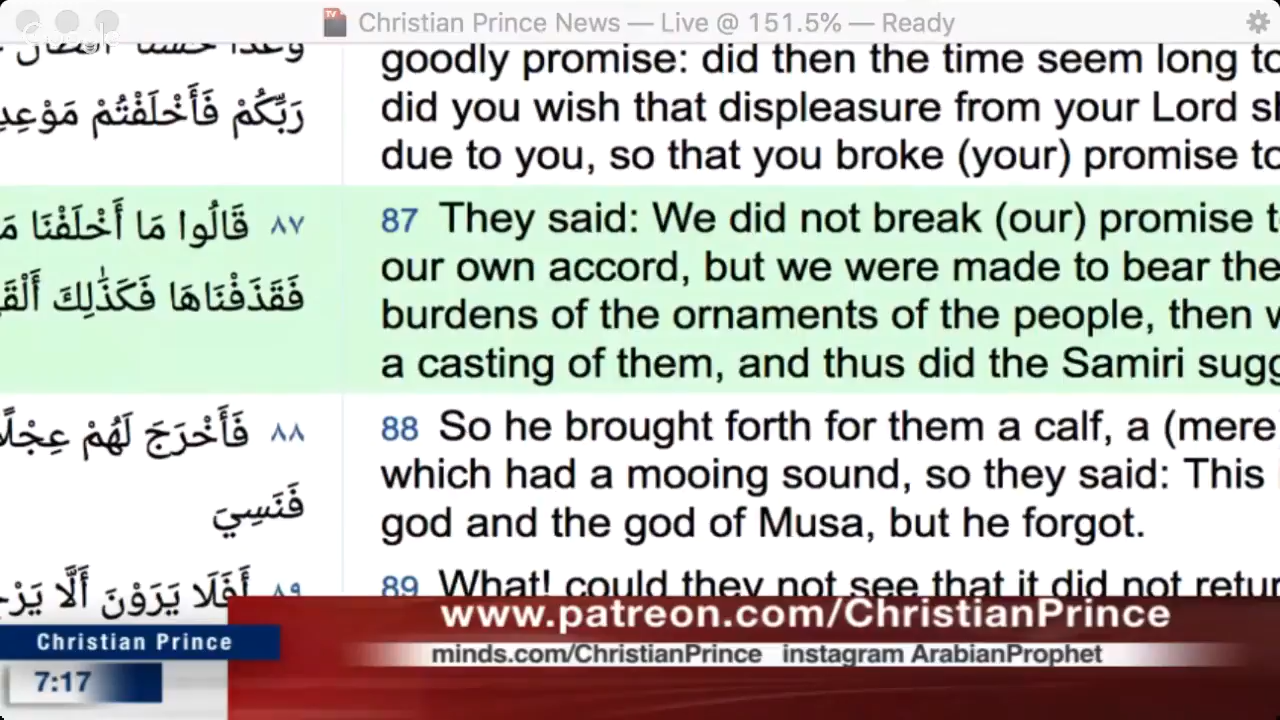 Christian Prince News — Live @ 151.5% — Ready
Google
goodly promise: did then the time seem long to
did you wish that displeasure from your Lord
رَبِّكُمْ فَأَخْلَفْتُمْ
due to you, so that you broke (your) promise to
٨٧ قَالُوا مَا أَخْلَفْنَا
87 They said: We did not break (our) promise
our own accord, but we were made to bear the
فَقَذَفْنَاهَا فَكَذَٰلِكَ
burdens of the ornaments of the people, then
a casting of them, and thus did the Samiri
٨٨ فَأَخْرَجَ لَهُمْ
88 So he brought forth for them a calf, a (mere
which had a mooing sound, so they said: This
فَنَسِيَ
god and the god of Musa, but he forgot.
٨٩ أَفَلَا يَرَوْنَ أَلَّا
89 What! could they not see that it did not
www.patreon.com/ChristianPrince
Christian Prince
minds.com/ChristianPrince instagram ArabianProphet
7:17